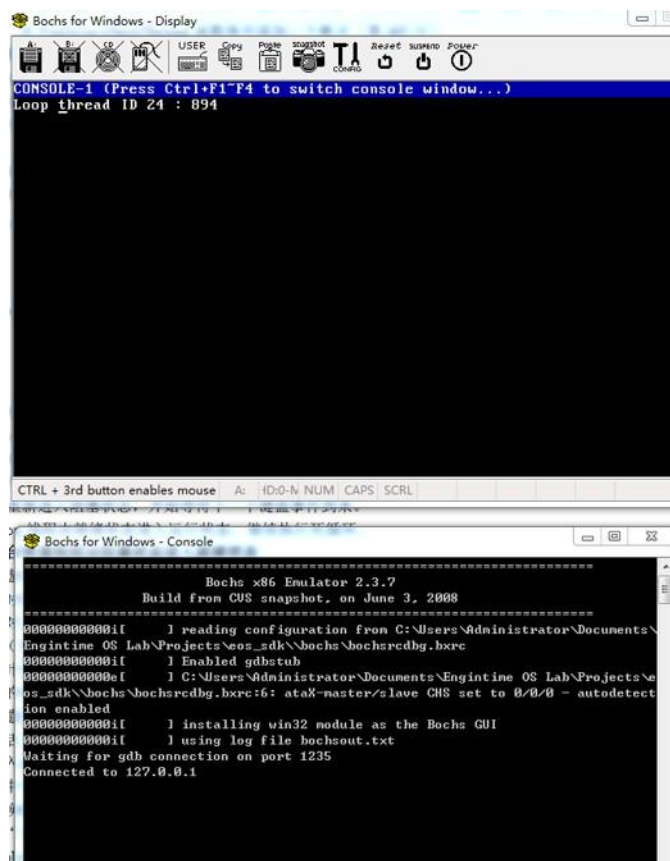 Bochs for Windows - Display
A: B: CD USER Copy Paste snapshot CONFIG Reset SUSPEND Power
CONSOLE-1 (Press Ctrl+F1~F4 to switch console window...)
Loop thread ID 24 : 894
CTRL + 3rd button enables mouse A: HD:0-M NUM CAPS SCRL
Bochs for Windows - Console
========================================================================
Bochs x86 Emulator 2.3.7
Build from CVS snapshot, on June 3, 2008
========================================================================
00000000000i[ ] reading configuration from C:\Users\Administrator\Documents\
Engintime OS Lab\Projects\eos_sdk\\bochs\bochsrcdbg.bxrc
00000000000i[ ] Enabled gdbstub
00000000000e[ ] C:\Users\Administrator\Documents\Engintime OS Lab\Projects\e
os_sdk\\bochs\bochsrcdbg.bxrc:6: ataX-master/slave CHS set to 0/0/0 - autodetect
ion enabled
00000000000i[ ] installing win32 module as the Bochs GUI
00000000000i[ ] using log file bochsout.txt
Waiting for gdb connection on port 1235
Connected to 127.0.0.1